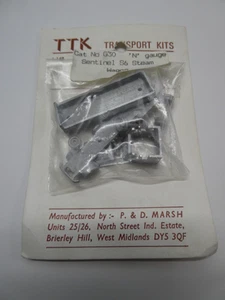 TTK TRANSPORT KITS
Cat No G30 "N" gauge
Sentinel S6 Steam
Manufactured by :- P. & D. MARSH
Units 25/26, North Street Ind. Estate,
Brierley Hill, West Midlands DY5 3QF